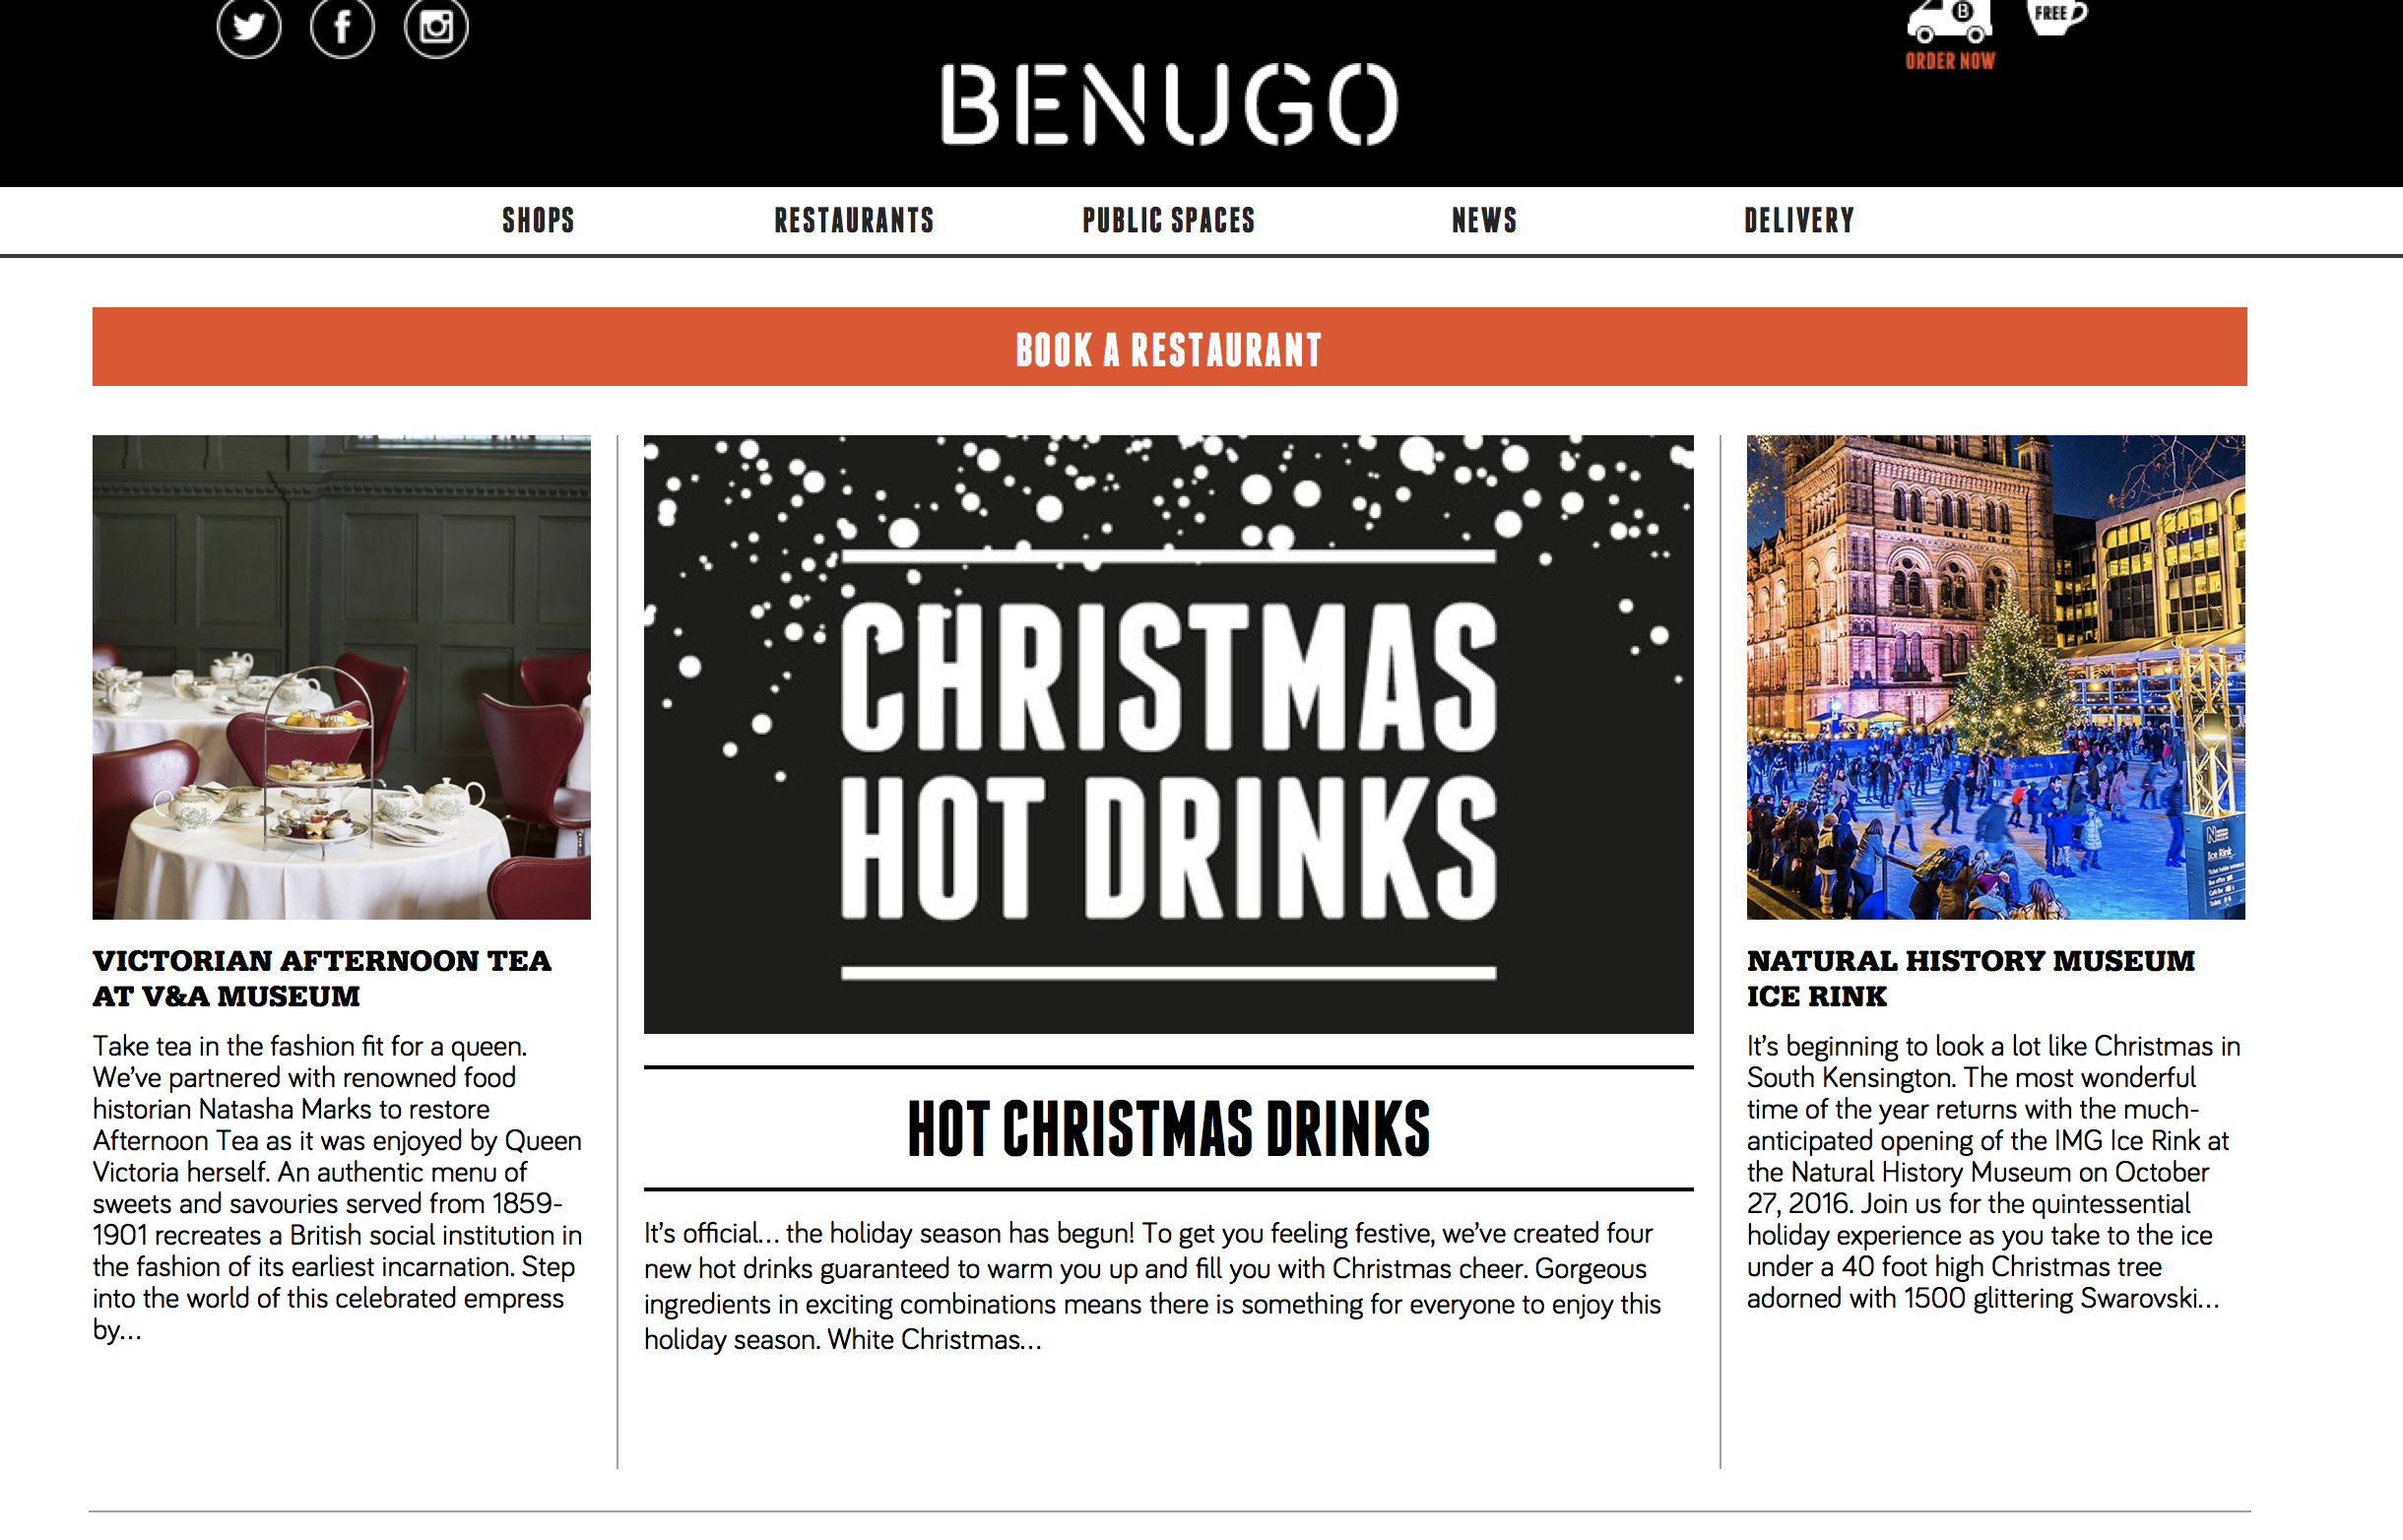 B
FREE
ORDER NOW
BENUGO
SHOPS
RESTAURANTS
PUBLIC SPACES
NEWS
DELIVERY
BOOK A RESTAURANT
VICTORIAN AFTERNOON TEA
AT V&A MUSEUM
Take tea in the fashion fit for a queen.
We’ve partnered with renowned food
historian Natasha Marks to restore
Afternoon Tea as it was enjoyed by Queen
Victoria herself. An authentic menu of
sweets and savouries served from 1859-
1901 recreates a British social institution in
the fashion of its earliest incarnation. Step
into the world of this celebrated empress
by…
CHRISTMAS
HOT DRINKS
HOT CHRISTMAS DRINKS
It’s official… the holiday season has begun! To get you feeling festive, we’ve created four
new hot drinks guaranteed to warm you up and fill you with Christmas cheer. Gorgeous
ingredients in exciting combinations means there is something for everyone to enjoy this
holiday season. White Christmas…
Ice Rink
NATURAL HISTORY MUSEUM
ICE RINK
It’s beginning to look a lot like Christmas in
South Kensington. The most wonderful
time of the year returns with the much-
anticipated opening of the IMG Ice Rink at
the Natural History Museum on October
27, 2016. Join us for the quintessential
holiday experience as you take to the ice
under a 40 foot high Christmas tree
adorned with 1500 glittering Swarovski…